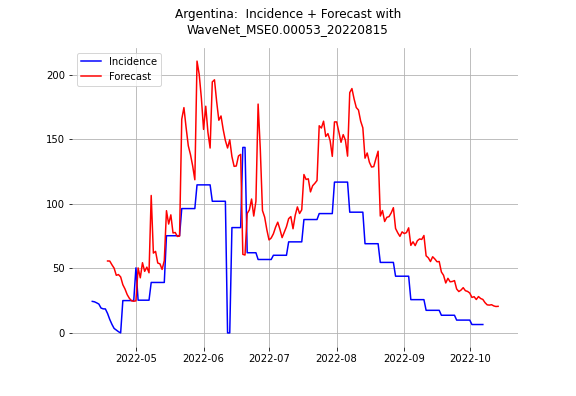 Argentina:  Incidence + Forecast with
WaveNet_MSE0.00053_20220815
Incidence
Forecast
200
150
100
50
0
2022-05
2022-06
2022-07
2022-08
2022-09
2022-10